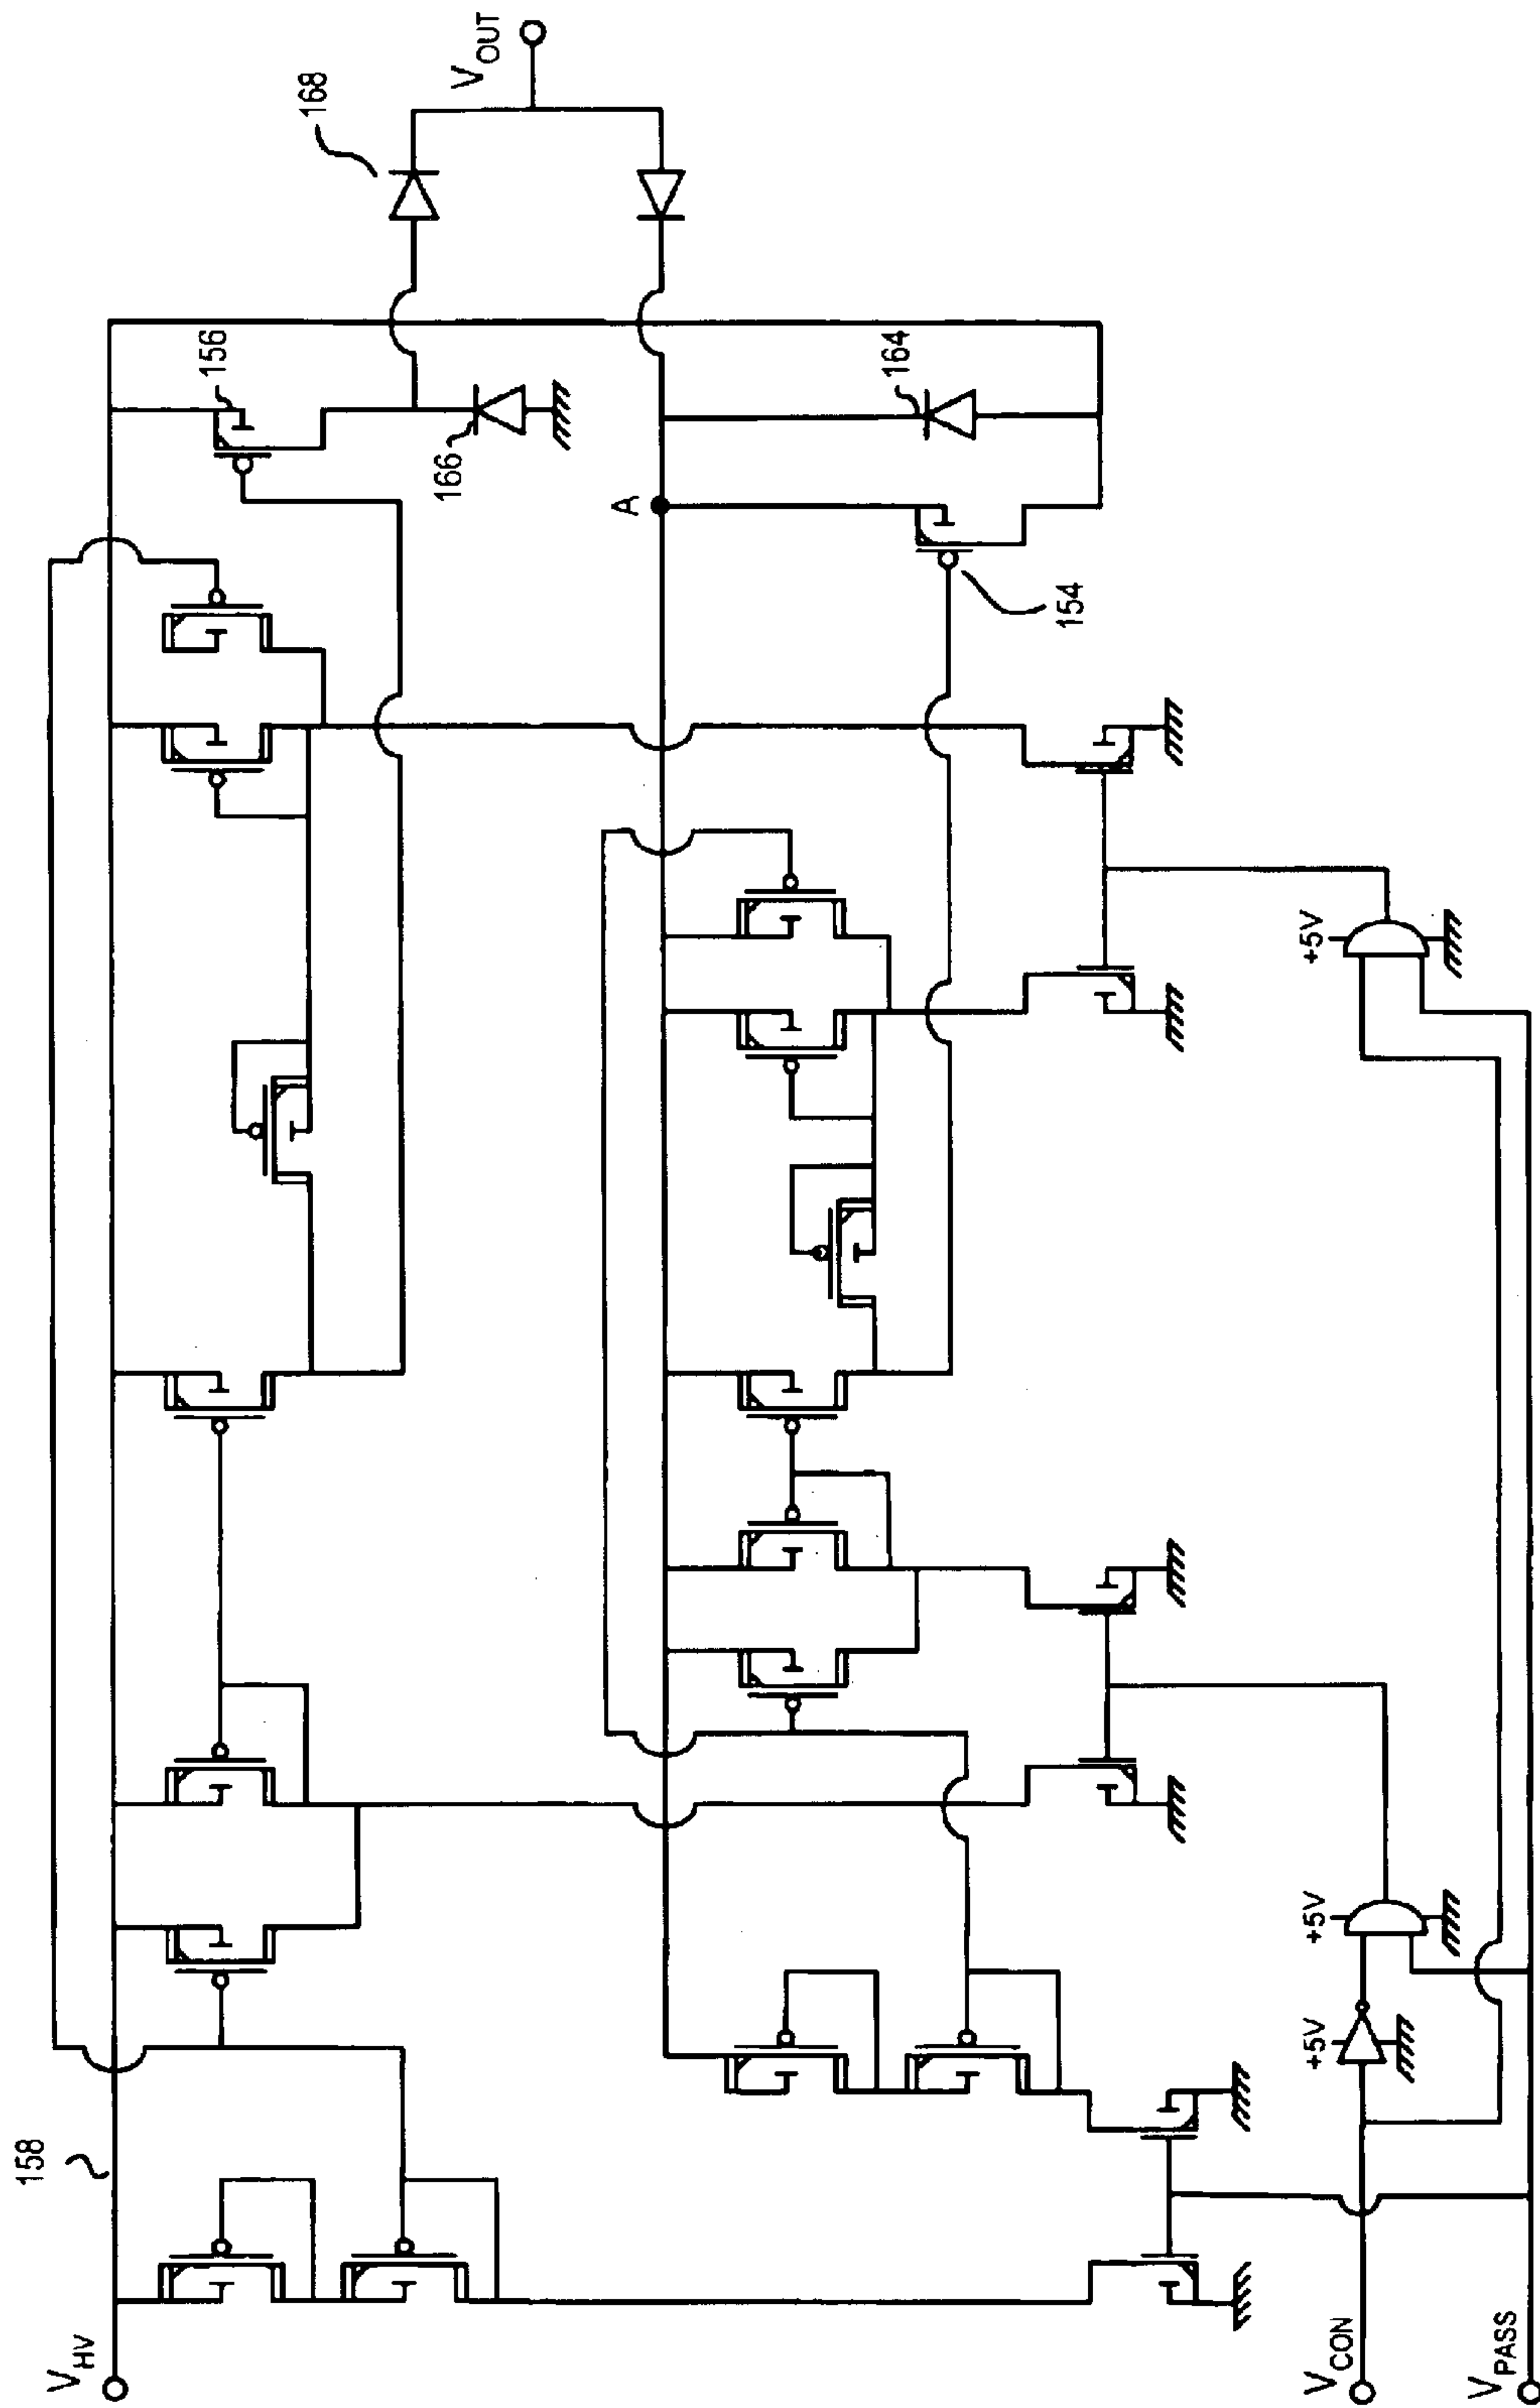 V_HV
158
156
168
V_OUT
166
A
164
154
+5V
+5V
+5V
V_CON
V_PASS